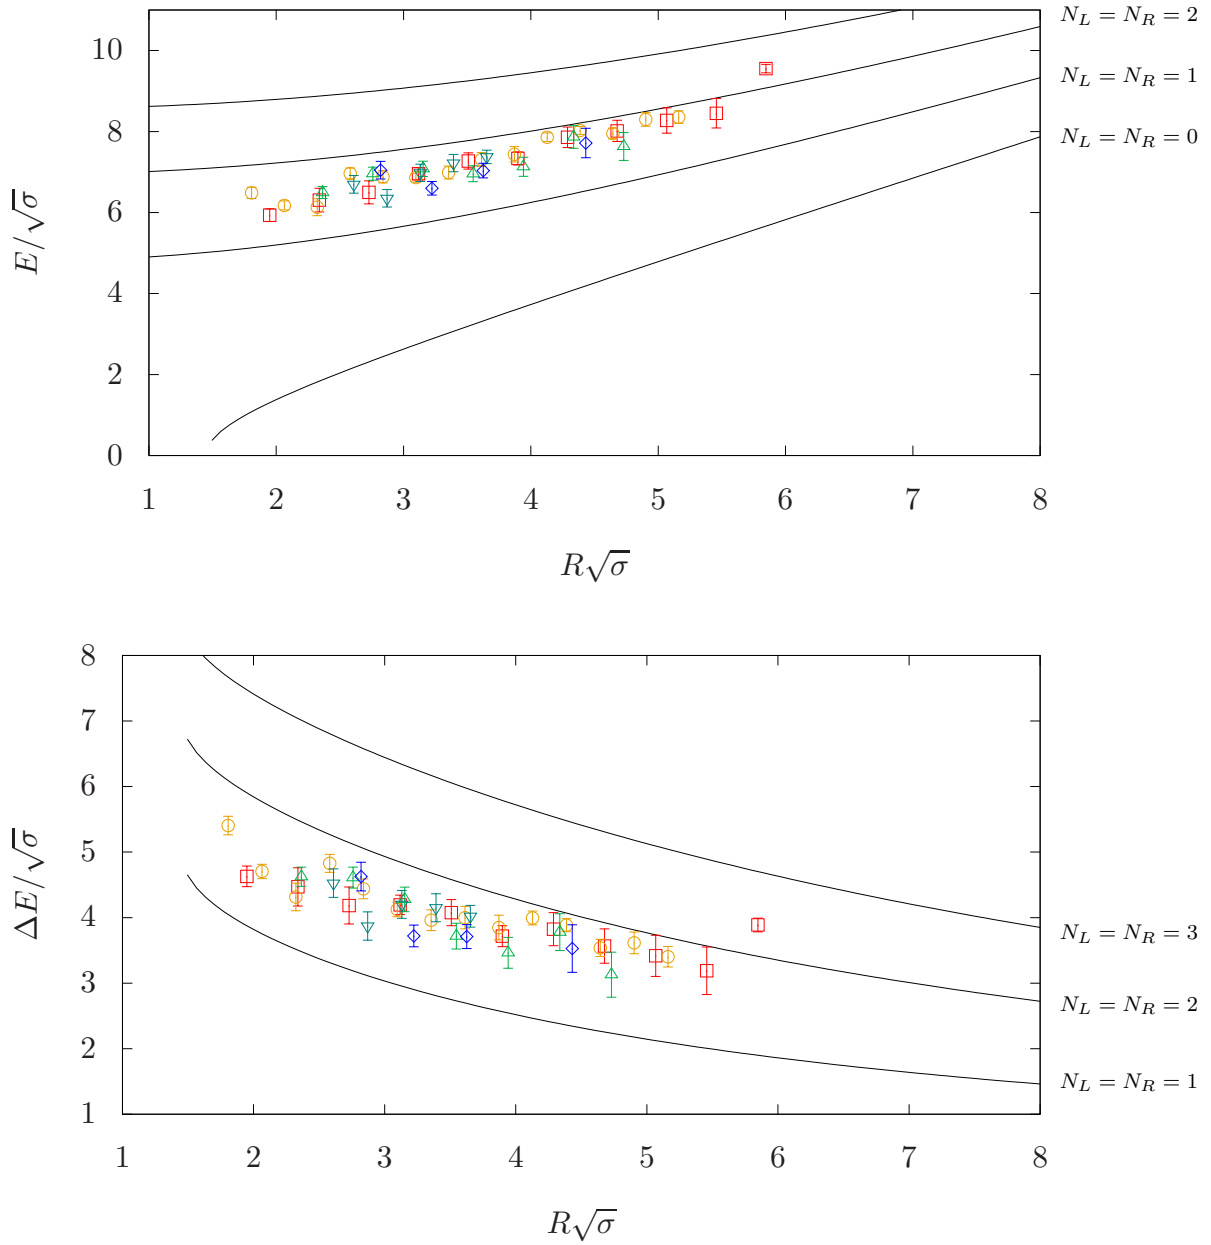 N_L = N_R = 2
10
N_L = N_R = 1
8
N_L = N_R = 0
6
E/√σ
4
2
0
1 2 3 4 5 6 7 8
R√σ
8
7
6
5
ΔE/√σ
4
N_L = N_R = 3
3
N_L = N_R = 2
2
N_L = N_R = 1
1
1 2 3 4 5 6 7 8
R√σ